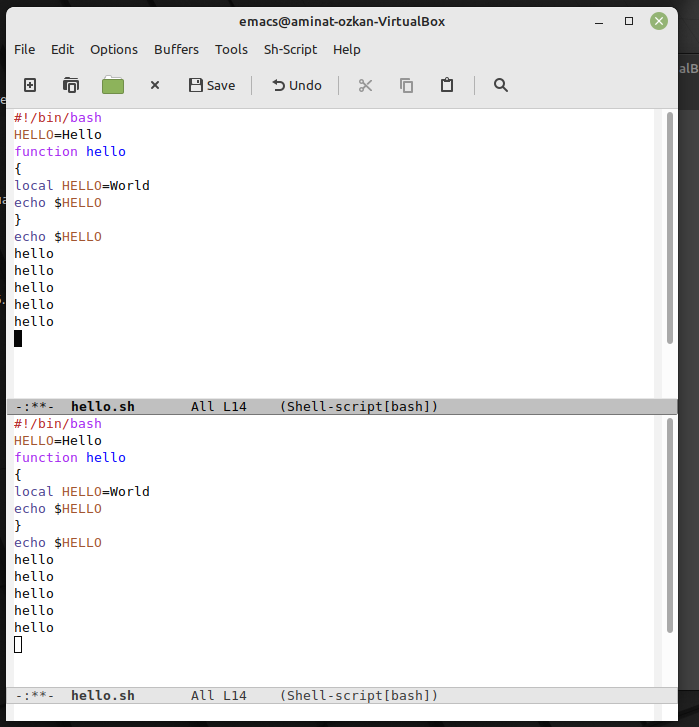 emacs@aminat-ozkan-VirtualBox
File Edit Options Buffers Tools Sh-Script Help
Save Undo
#!/bin/bash
HELLO=Hello
function hello
{
local HELLO=World
echo $HELLO
}
echo $HELLO
hello
hello
hello
hello
hello
-:**- hello.sh All L14 (Shell-script[bash])
#!/bin/bash
HELLO=Hello
function hello
{
local HELLO=World
echo $HELLO
}
echo $HELLO
hello
hello
hello
hello
hello
-:**- hello.sh All L14 (Shell-script[bash])